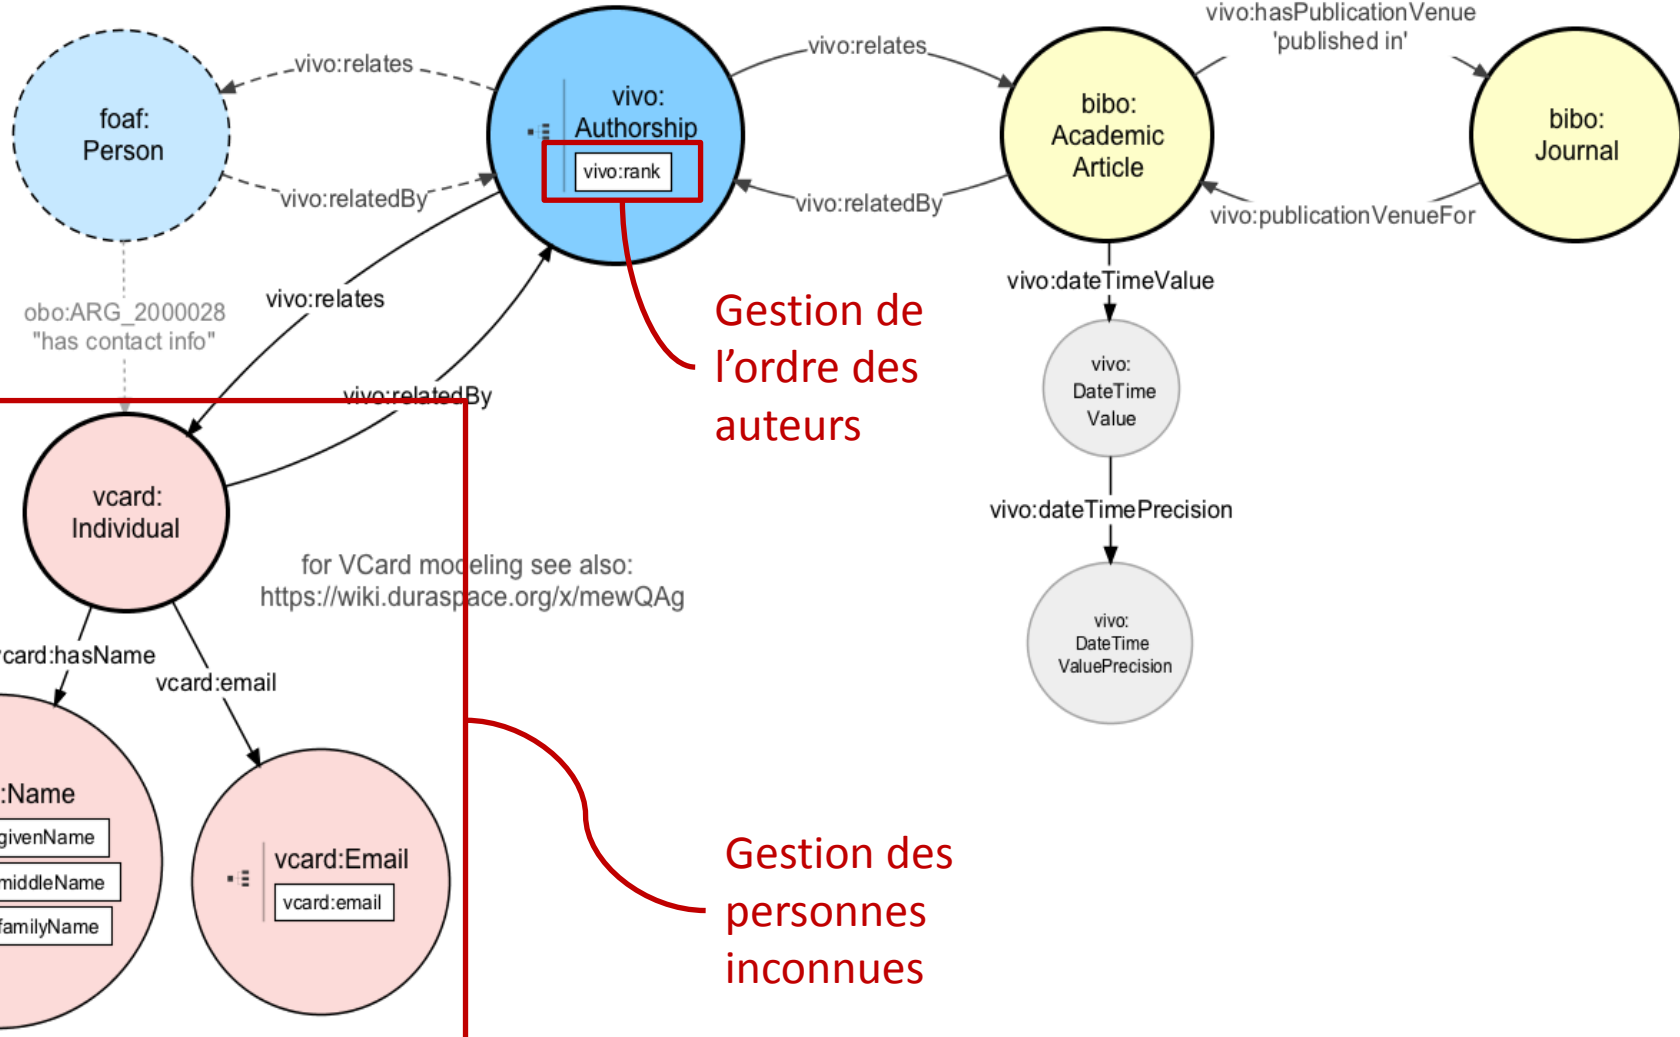 vivo:hasPublicationVenue
'published in'
vivo:relates
vivo:relates
foaf:
Person
vivo:
Authorship
vivo:rank
bibo:
Academic
Article
bibo:
Journal
vivo:relatedBy
vivo:relatedBy
vivo:publicationVenueFor
obo:ARG_2000028
"has contact info"
vivo:relates
vivo:relatedBy
Gestion de
l’ordre des
auteurs
vivo:dateTimeValue
vivo:
DateTime
Value
vivo:dateTimePrecision
vivo:
DateTime
ValuePrecision
vcard:
Individual
for VCard modeling see also:
https://wiki.duraspace.org/x/mewQAg
card:hasName
vcard:email
:Name
givenName
middleName
familyName
vcard:Email
vcard:email
Gestion des
personnes
inconnues